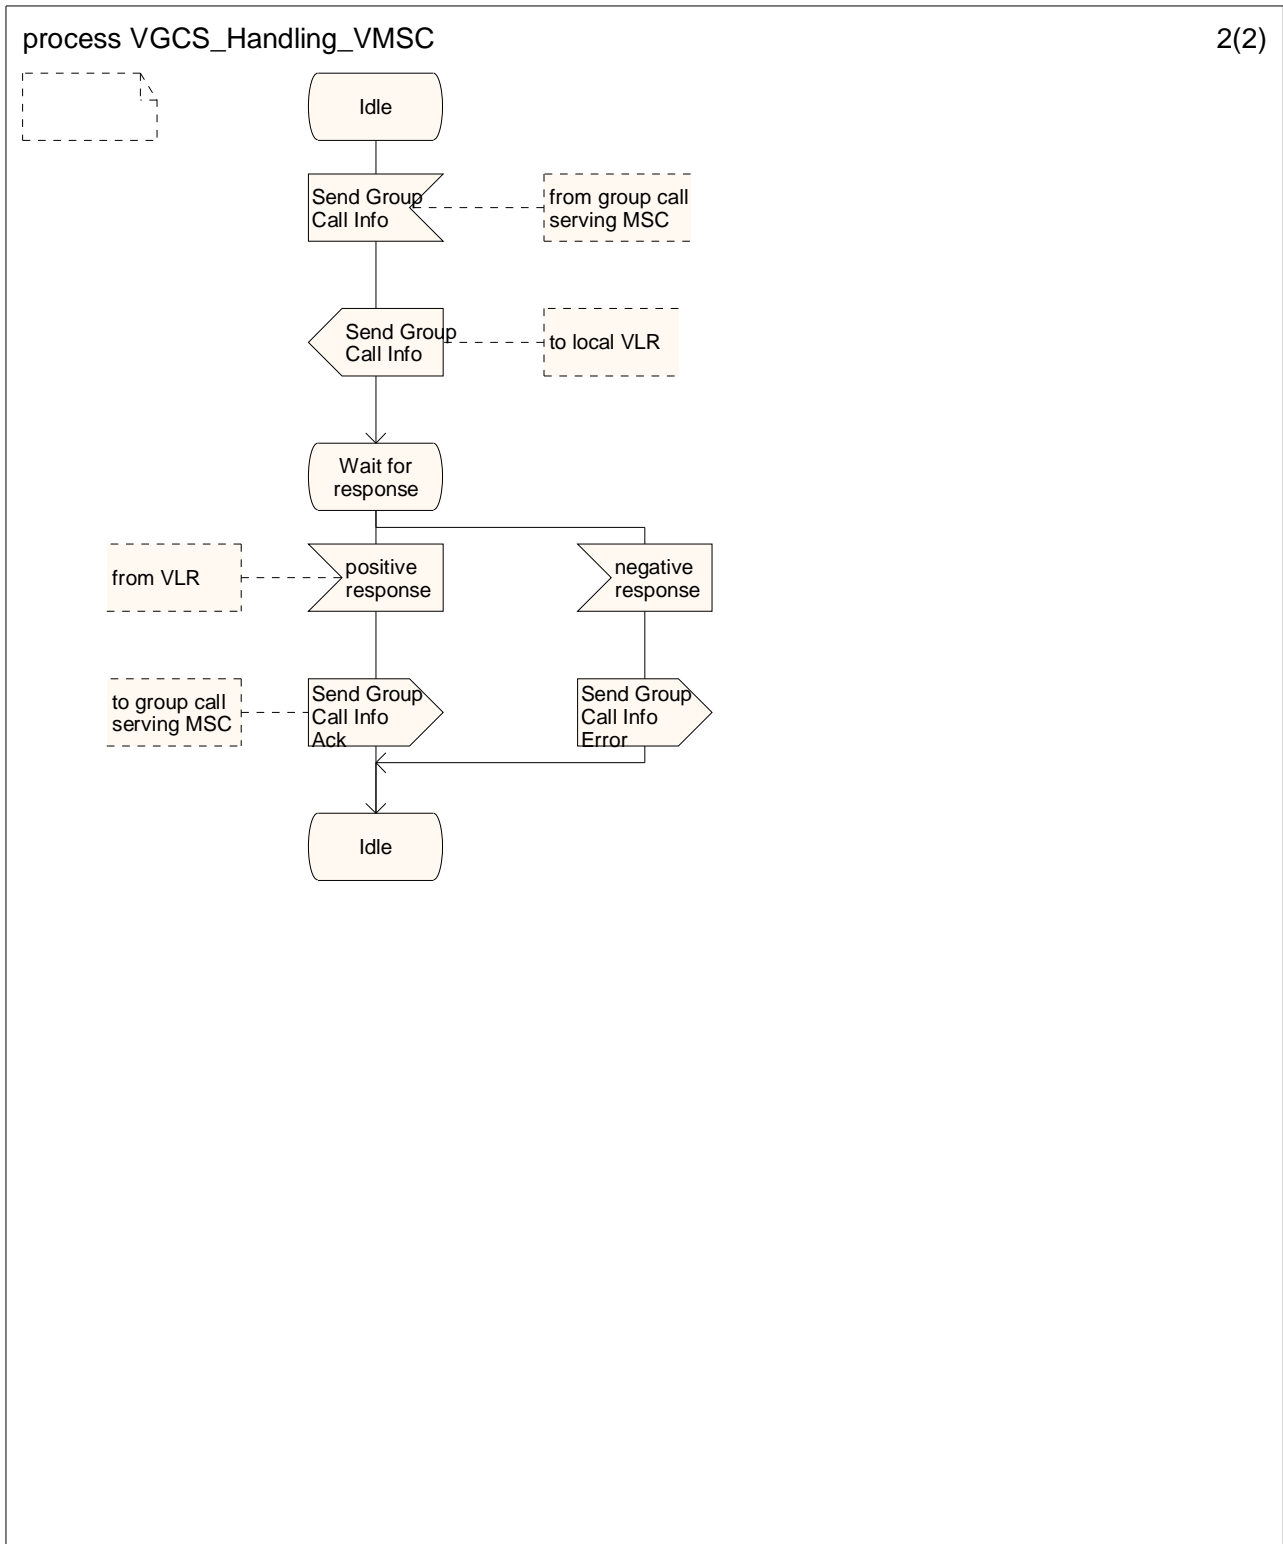 process VGCS_Handling_VMSC
2(2)
Idle
Send Group
Call Info
from group call
serving MSC
Send Group
Call Info
to local VLR
Wait for
response
from VLR
positive
response
negative
response
to group call
serving MSC
Send Group
Call Info
Ack
Send Group
Call Info
Error
Idle